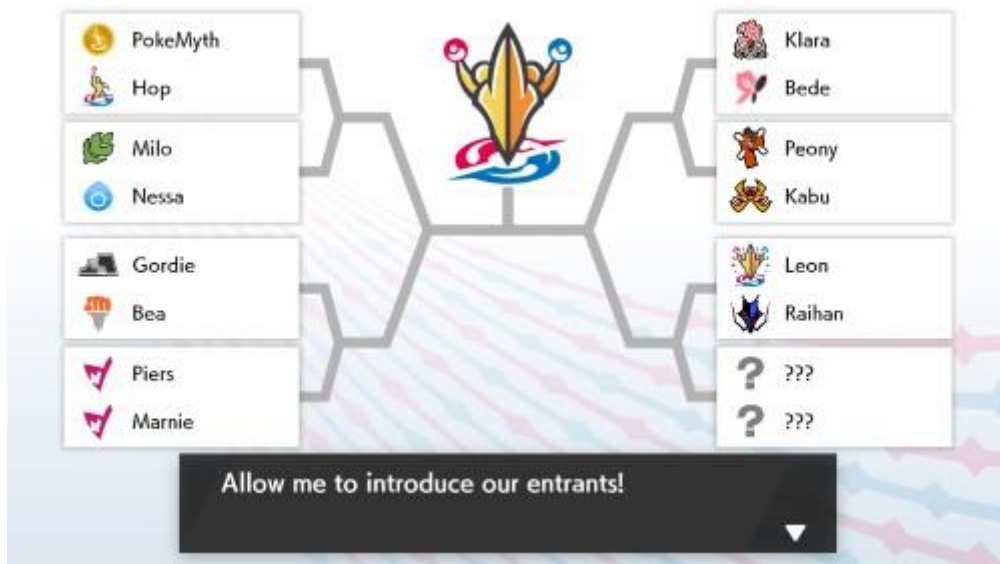 PokeMyth
Hop
Milo
Nessa
Gordie
Bea
Piers
Marnie
Klara
Bede
Peony
Kabu
Leon
Raihan
? ???
? ???
Allow me to introduce our entrants!